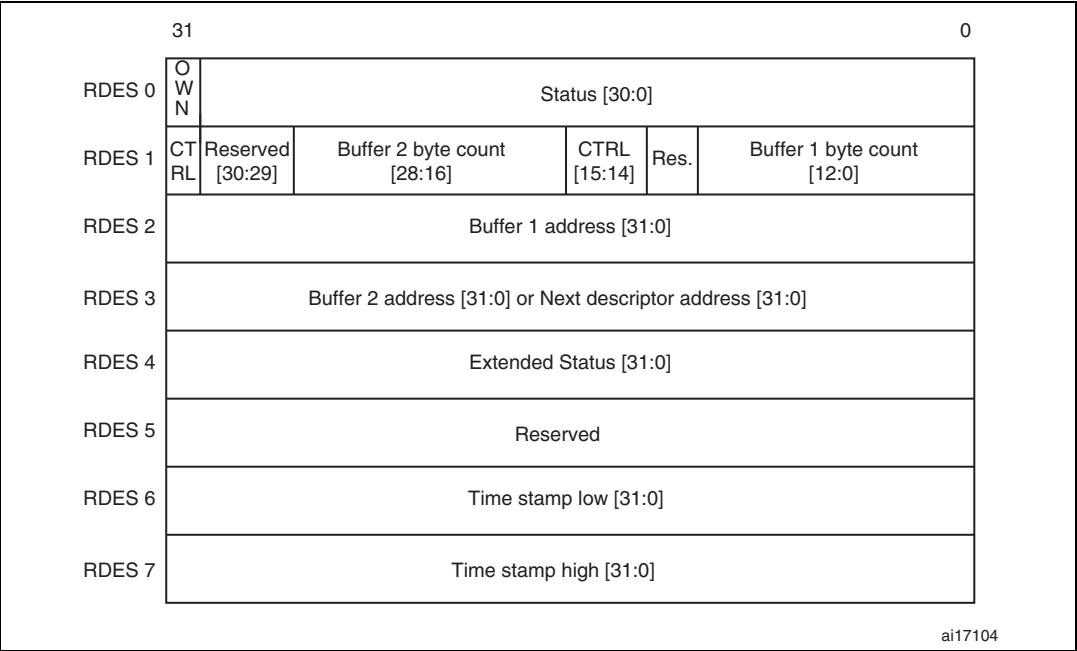 31 0
RDES 0 OWN Status [30:0]
RDES 1 CTRL Reserved [30:29] Buffer 2 byte count [28:16] CTRL [15:14] Res. Buffer 1 byte count [12:0]
RDES 2 Buffer 1 address [31:0]
RDES 3 Buffer 2 address [31:0] or Next descriptor address [31:0]
RDES 4 Extended Status [31:0]
RDES 5 Reserved
RDES 6 Time stamp low [31:0]
RDES 7 Time stamp high [31:0]
ai17104